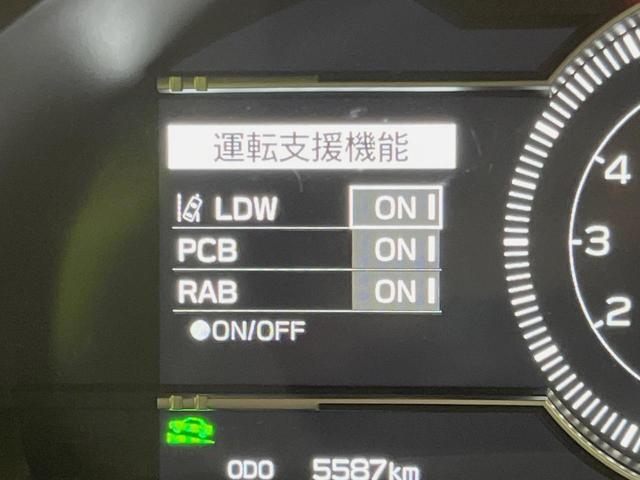 運転支援機能
LDW ON
PCB ON
RAB ON
ON/OFF
4
3
2
ODO 5587km